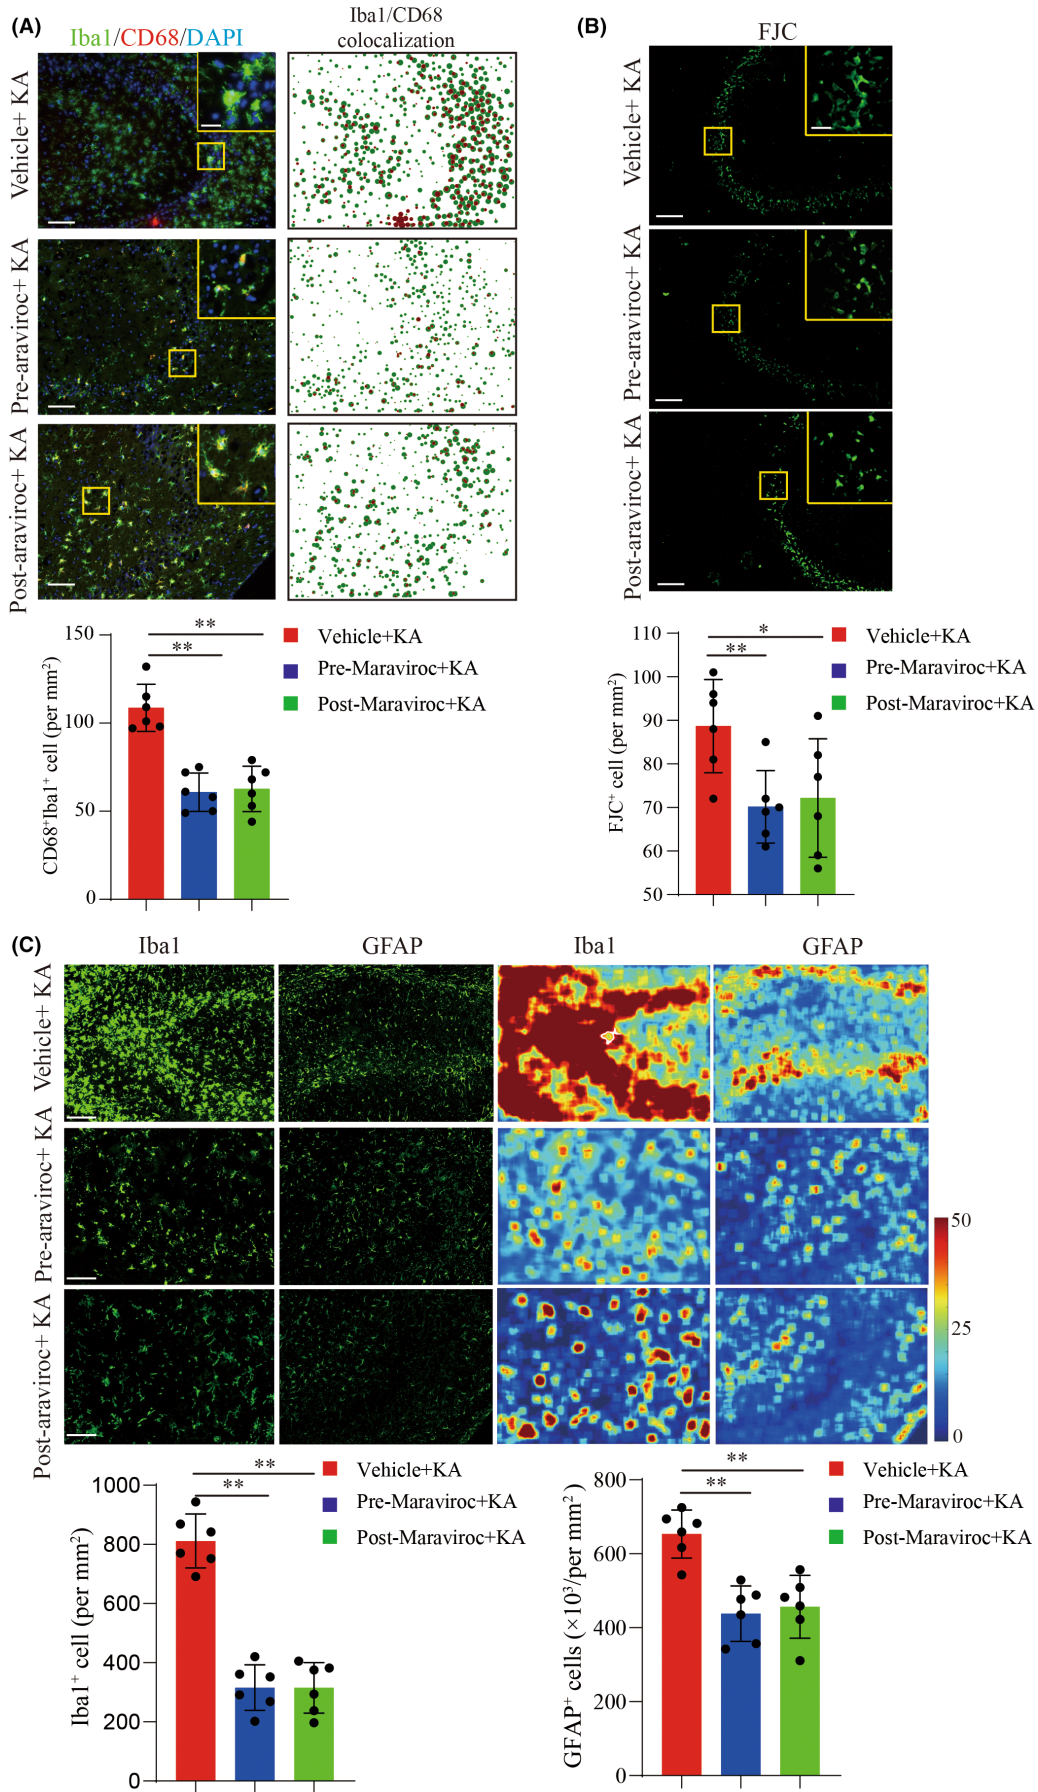 (A)
Iba1/CD68/DAPI
Iba1/CD68
colocalization
Vehicle+ KA
Pre-araviroc+ KA
Post-araviroc+ KA
150
100
50
0
CD68⁺Iba1⁺ cell (per mm²)
**
**
Vehicle+KA
Pre-Maraviroc+KA
Post-Maraviroc+KA
(B)
FJC
Vehicle+ KA
Pre-araviroc+ KA
Post-araviroc+ KA
110
100
90
80
70
60
50
FJC⁺ cell (per mm²)
*
**
Vehicle+KA
Pre-Maraviroc+KA
Post-Maraviroc+KA
(C)
Iba1
GFAP
Iba1
GFAP
Vehicle+ KA
Pre-araviroc+ KA
Post-araviroc+ KA
50
25
0
1000
800
600
400
200
0
Iba1⁺ cell (per mm²)
**
**
Vehicle+KA
Pre-Maraviroc+KA
Post-Maraviroc+KA
800
600
400
200
0
GFAP⁺ cells (×10³/per mm²)
**
**
Vehicle+KA
Pre-Maraviroc+KA
Post-Maraviroc+KA